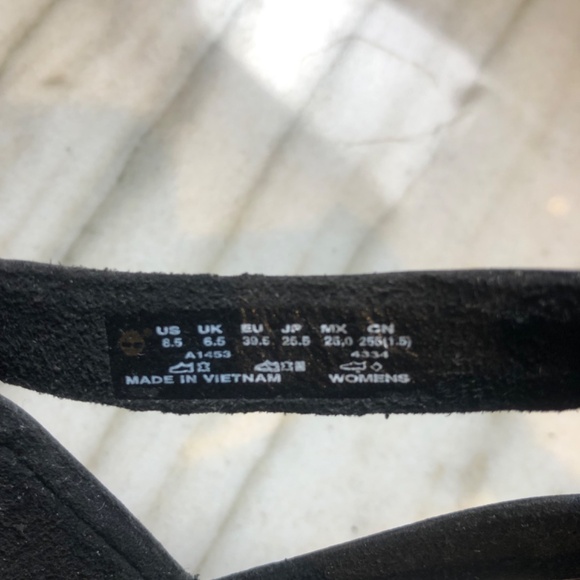 US UK EU JP MX CN
8.5 6.5 39.5 25.5 25,0 255(1.5)
A1453 4334
MADE IN VIETNAM WOMENS